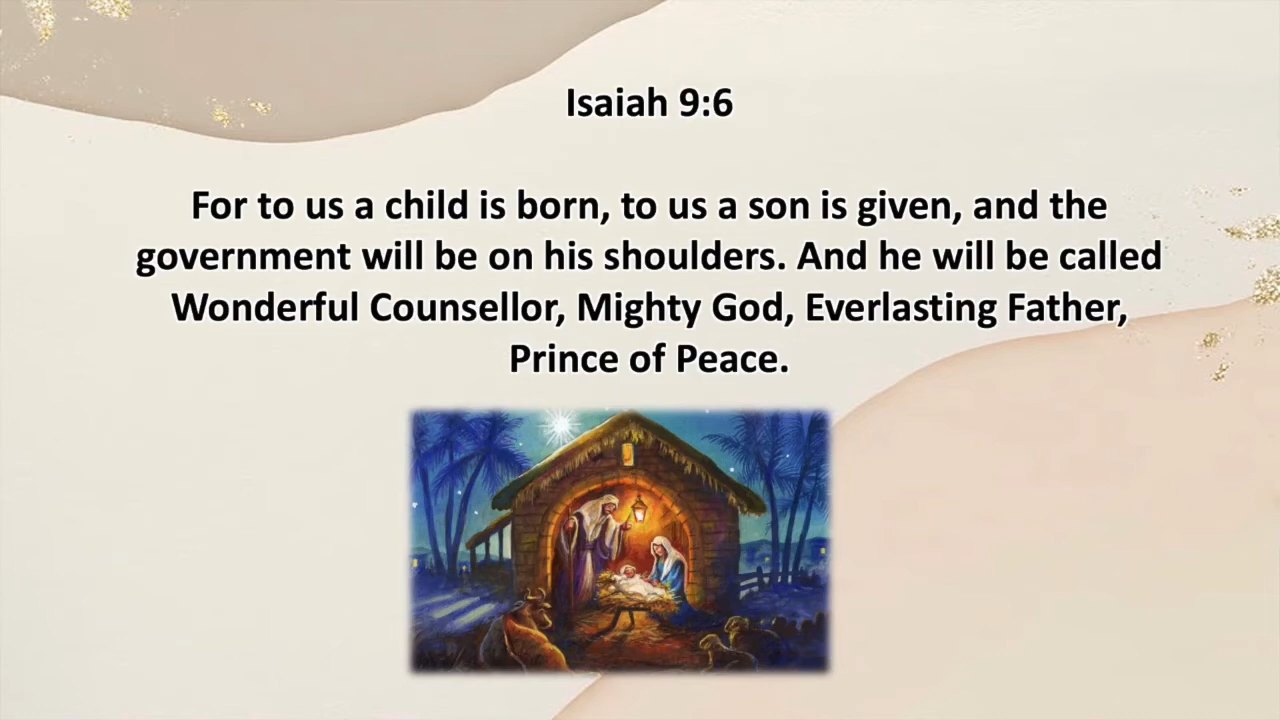 Isaiah 9:6
For to us a child is born, to us a son is given, and the
government will be on his shoulders. And he will be called
Wonderful Counsellor, Mighty God, Everlasting Father,
Prince of Peace.